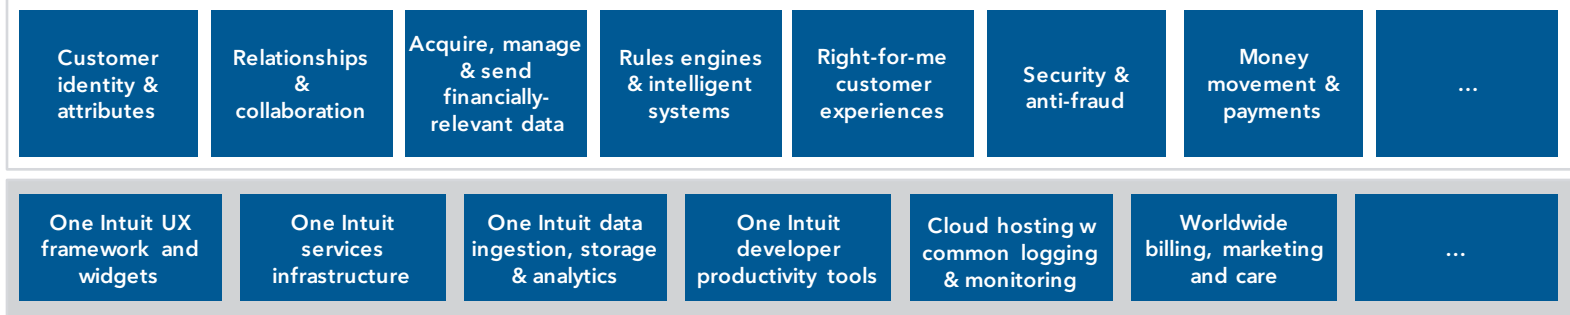 Customer
identity &
attributes
Relationships
&
collaboration
Acquire, manage
& send
financially-
relevant data
Rules engines
& intelligent
systems
Right-for-me
customer
experiences
Security &
anti-fraud
Money
movement &
payments
...
One Intuit UX
framework and
widgets
One Intuit
services
infrastructure
One Intuit data
ingestion, storage
& analytics
One Intuit
developer
productivity tools
Cloud hosting w
common logging
& monitoring
Worldwide
billing, marketing
and care
...